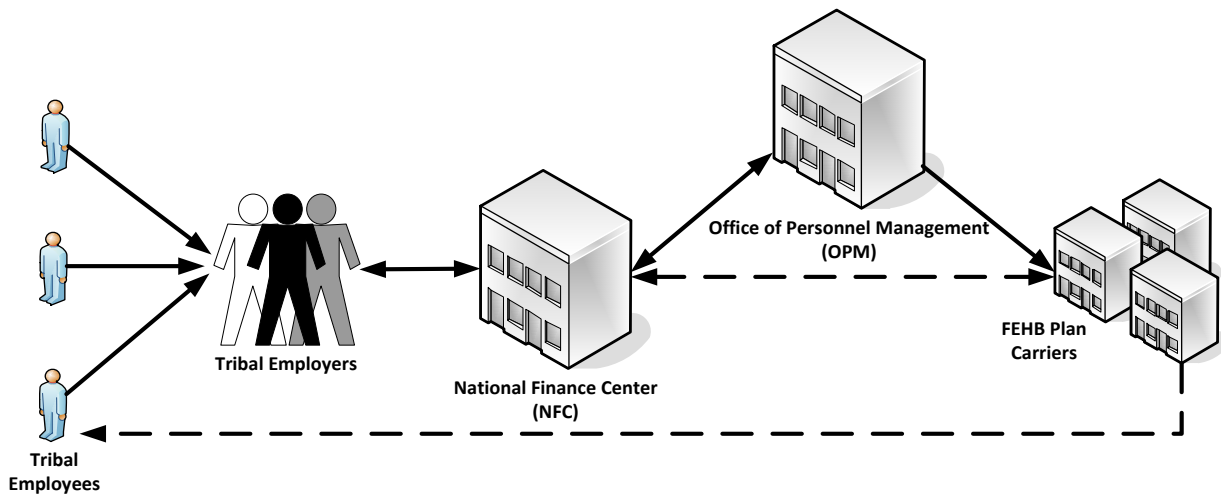 Office of Personnel Management
(OPM)
Tribal Employers
FEHB Plan
Carriers
National Finance Center
(NFC)
Tribal
Employees